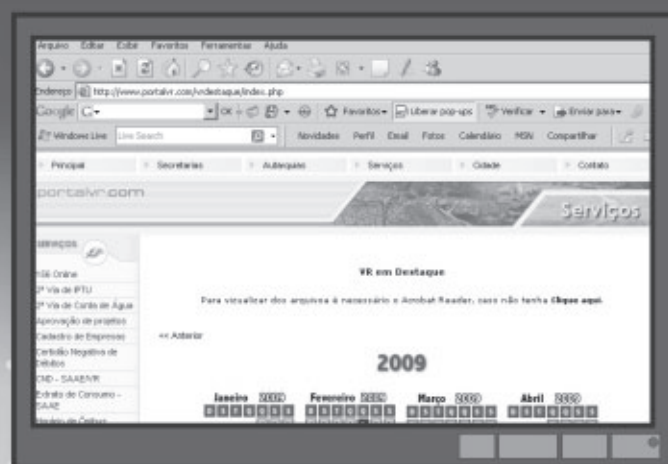 Arquivo Editar Exibir Favoritos Ferramentas Ajuda
Endereço http://www.portalvr.com/vrdestaque/index.php
Google G OK Favoritos Liberar pop-ups Verificar Enviar para
Windows Live Live Search Novidades Perfil Email Fotos Calendário MSN Compartilhar
Principal Secretarias Autarquias Serviços Cidade Contato
portalvr.com
Serviços
SERVIÇOS
156 Online
2ª Via de IPTU
2ª Via de Conta de Água
Aprovação de projetos
Cadastro de Empresas
Certidão Negativa de
Débitos
CND - SAAE/VR
Extrato de Consumo -
SAAE
Horário de Ônibus
VR em Destaque
Para visualizar dos arquivos é necessário o Acrobat Reader, caso não tenha Clique aqui.
<< Anterior
2009
Janeiro 2009 Fevereiro 2009 Março 2009 Abril 2009
D S T Q Q S S D S T Q Q S S D S T Q Q S S D S T Q Q S S